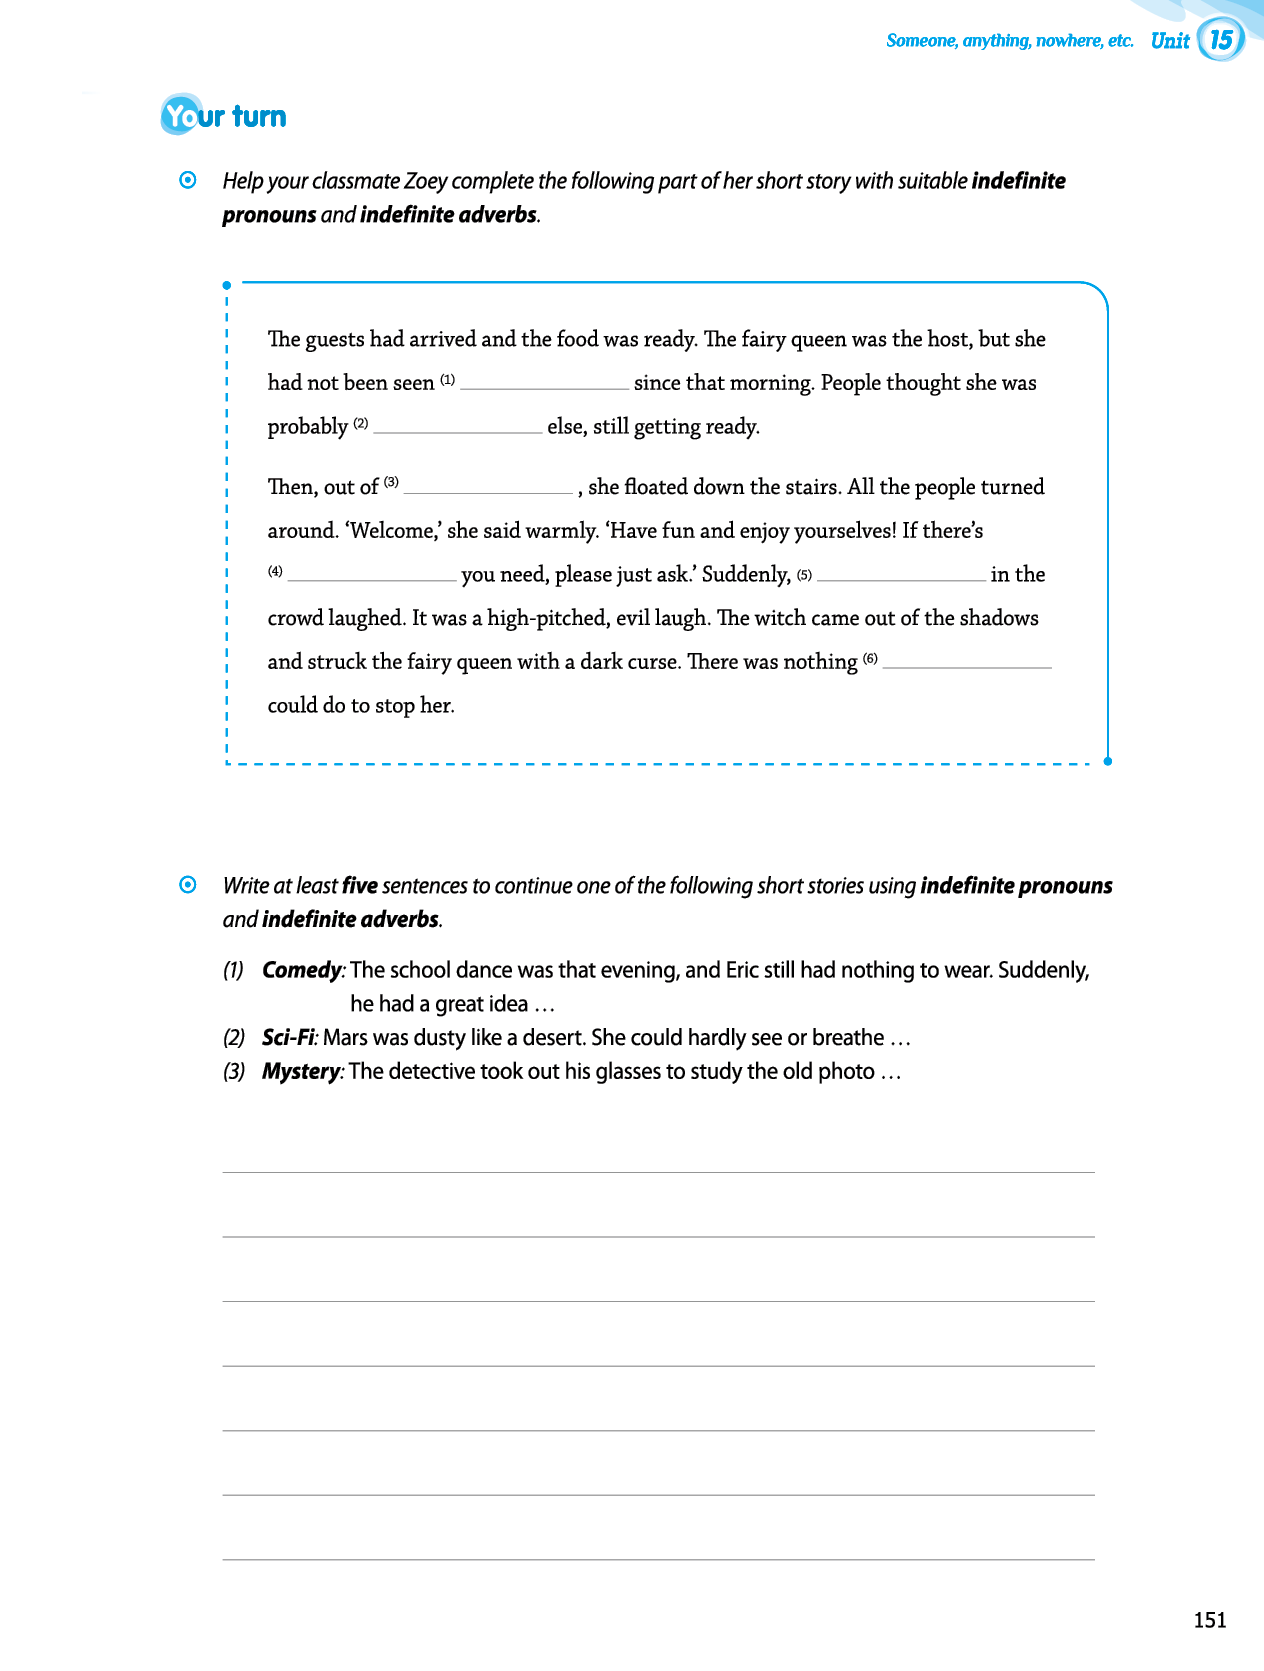 Someone, anything, nowhere, etc. Unit 15
Your turn
Help your classmate Zoey complete the following part of her short story with suitable indefinite
pronouns and indefinite adverbs.
The guests had arrived and the food was ready. The fairy queen was the host, but she
had not been seen (1) ____________ since that morning. People thought she was
probably (2) ____________ else, still getting ready.
Then, out of (3) ____________ , she floated down the stairs. All the people turned
around. ‘Welcome,’ she said warmly. ‘Have fun and enjoy yourselves! If there’s
(4) ____________ you need, please just ask.’ Suddenly, (5) ____________ in the
crowd laughed. It was a high-pitched, evil laugh. The witch came out of the shadows
and struck the fairy queen with a dark curse. There was nothing (6) ____________
could do to stop her.
Write at least five sentences to continue one of the following short stories using indefinite pronouns
and indefinite adverbs.
(1) Comedy: The school dance was that evening, and Eric still had nothing to wear. Suddenly,
he had a great idea …
(2) Sci-Fi: Mars was dusty like a desert. She could hardly see or breathe …
(3) Mystery: The detective took out his glasses to study the old photo …
151